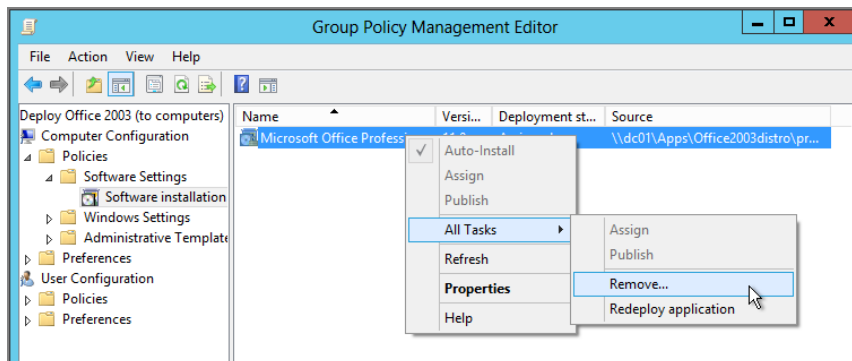 Group Policy Management Editor
File Action View Help
Deploy Office 2003 (to computers)
Computer Configuration
Policies
Software Settings
Software installation
Windows Settings
Administrative Template
Preferences
User Configuration
Policies
Preferences
Name Versi... Deployment st... Source
Microsoft Office Professi \\dc01\Apps\Office2003distro\pr...
Auto-Install
Assign
Publish
All Tasks
Refresh
Properties
Help
Assign
Publish
Remove...
Redeploy application